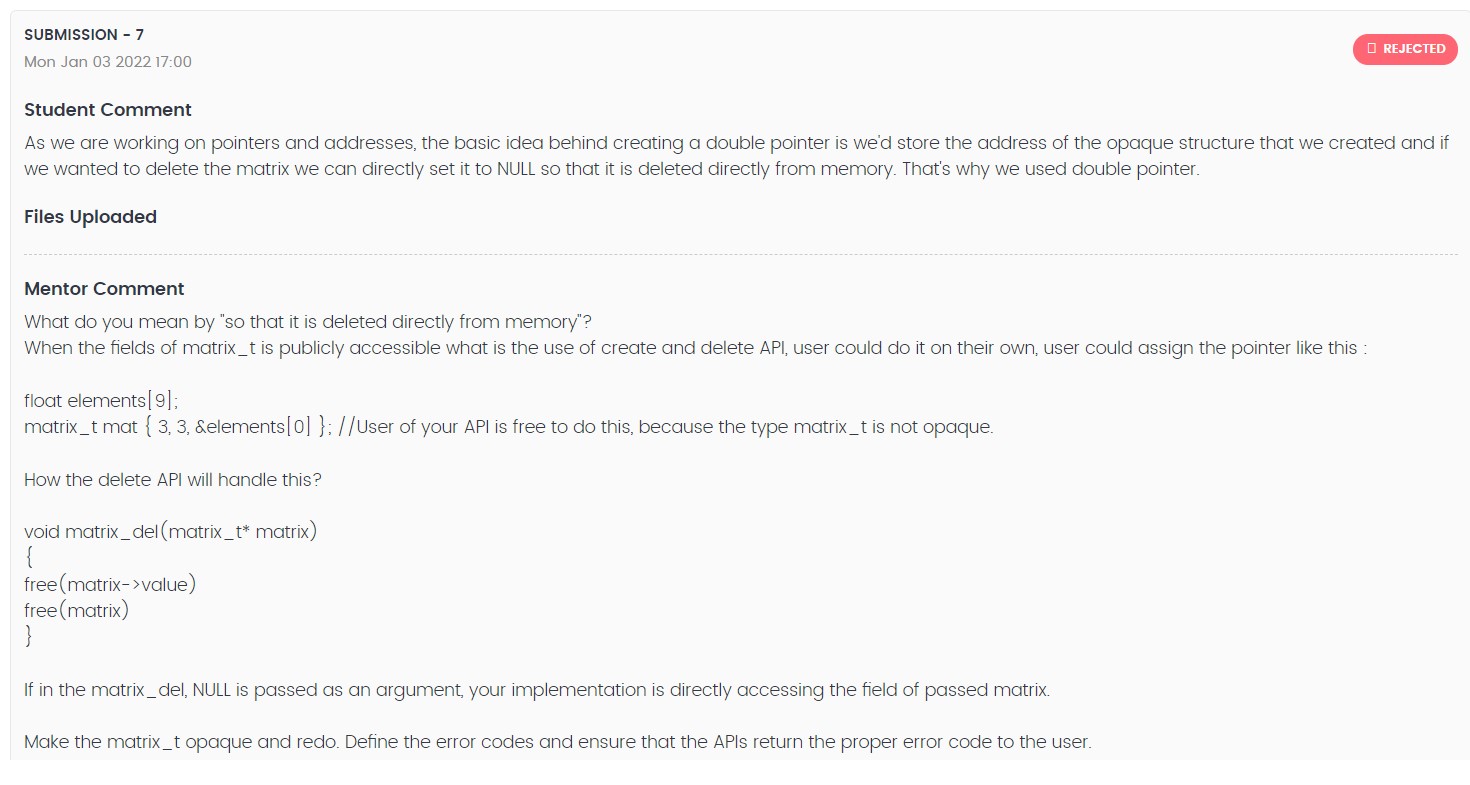 SUBMISSION - 7
REJECTED
Mon Jan 03 2022 17:00
Student Comment
As we are working on pointers and addresses, the basic idea behind creating a double pointer is we'd store the address of the opaque structure that we created and if
we wanted to delete the matrix we can directly set it to NULL so that it is deleted directly from memory. That's why we used double pointer.
Files Uploaded
Mentor Comment
What do you mean by "so that it is deleted directly from memory"?
When the fields of matrix_t is publicly accessible what is the use of create and delete API, user could do it on their own, user could assign the pointer like this :
float elements[9];
matrix_t mat { 3, 3, &elements[0] }; //User of your API is free to do this, because the type matrix_t is not opaque.
How the delete API will handle this?
void matrix_del(matrix_t* matrix)
{
free(matrix->value)
free(matrix)
}
If in the matrix_del, NULL is passed as an argument, your implementation is directly accessing the field of passed matrix.
Make the matrix_t opaque and redo. Define the error codes and ensure that the APIs return the proper error code to the user.